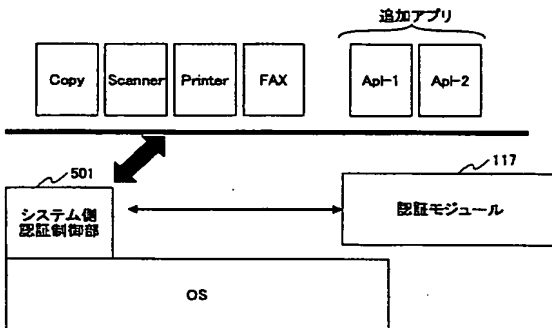 追加アプリ
Copy
Scanner
Printer
FAX
Apl-1
Apl-2
501
117
システム側
認証制御部
認証モジュール
OS